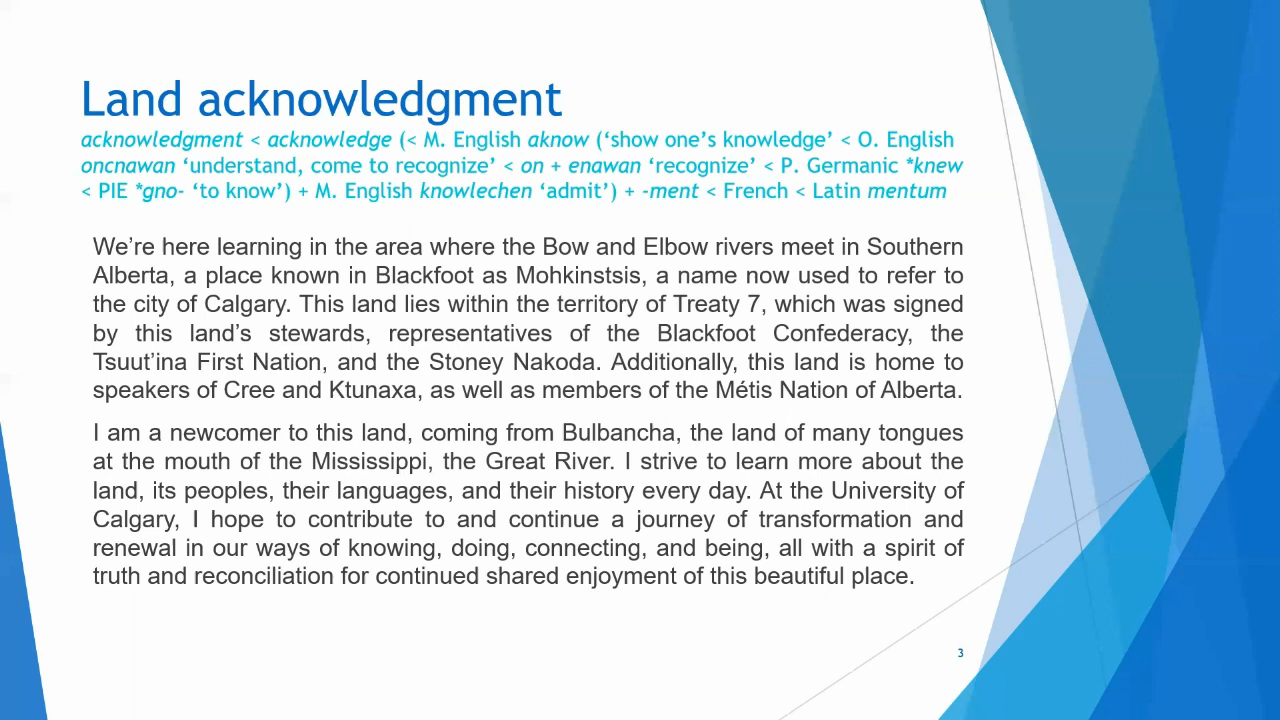 Land acknowledgment
acknowledgment < acknowledge (< M. English aknow (‘show one’s knowledge’ < O. English
oncnawan ‘understand, come to recognize’ < on + enawan ‘recognize’ < P. Germanic *knew
< PIE *gno- ‘to know’) + M. English knowlechen ‘admit’) + -ment < French < Latin mentum
We’re here learning in the area where the Bow and Elbow rivers meet in Southern
Alberta, a place known in Blackfoot as Mohkinstsis, a name now used to refer to
the city of Calgary. This land lies within the territory of Treaty 7, which was signed
by this land’s stewards, representatives of the Blackfoot Confederacy, the
Tsuut’ina First Nation, and the Stoney Nakoda. Additionally, this land is home to
speakers of Cree and Ktunaxa, as well as members of the Métis Nation of Alberta.
I am a newcomer to this land, coming from Bulbancha, the land of many tongues
at the mouth of the Mississippi, the Great River. I strive to learn more about the
land, its peoples, their languages, and their history every day. At the University of
Calgary, I hope to contribute to and continue a journey of transformation and
renewal in our ways of knowing, doing, connecting, and being, all with a spirit of
truth and reconciliation for continued shared enjoyment of this beautiful place.
3